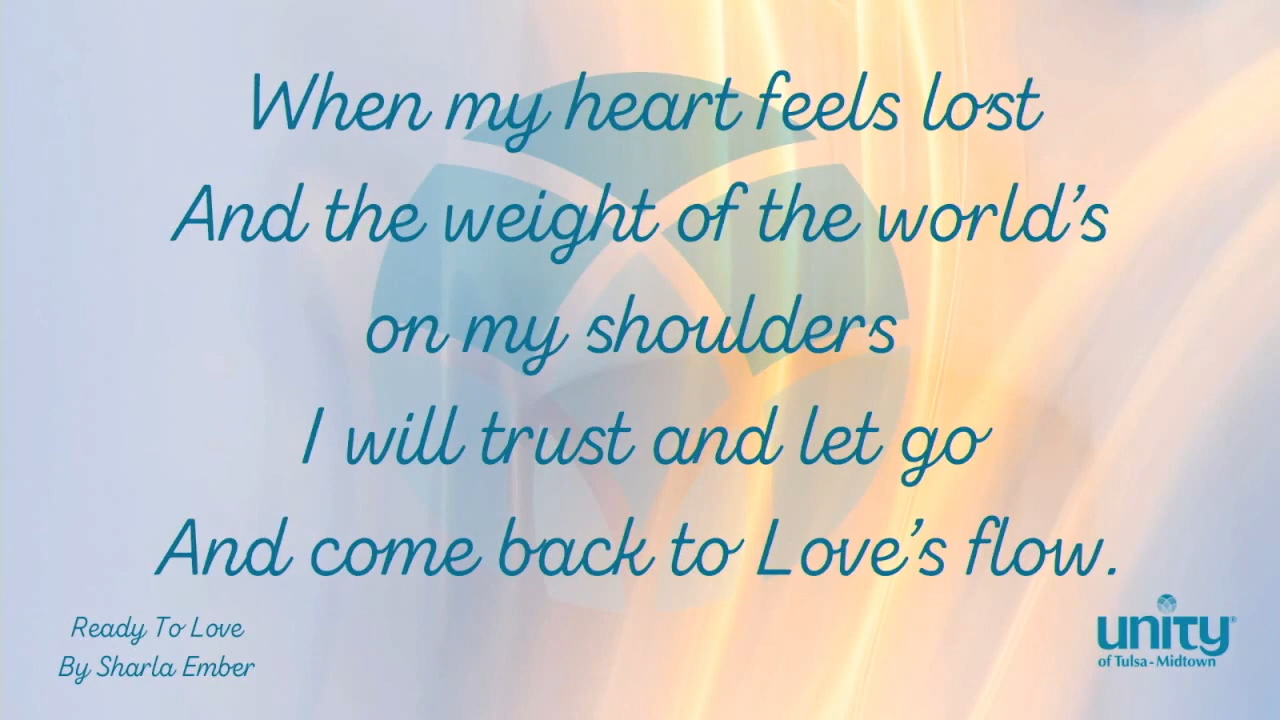 When my heart feels lost
And the weight of the world’s
on my shoulders
I will trust and let go
And come back to Love’s flow.
Ready To Love
By Sharla Ember
unity®
of Tulsa - Midtown